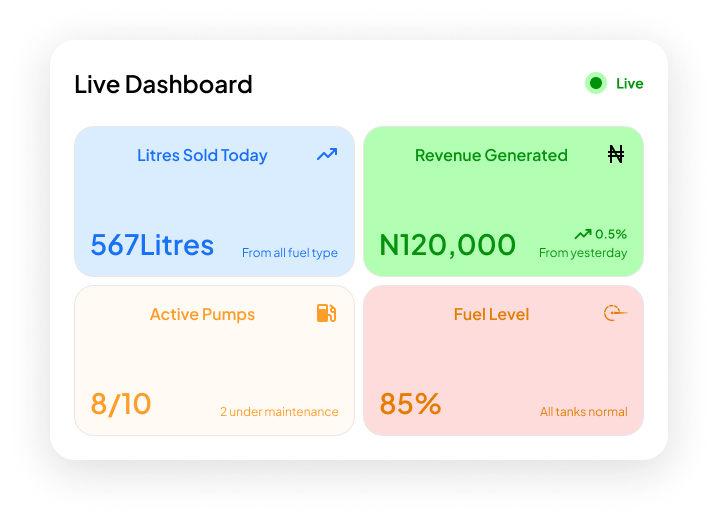 Live Dashboard
Live
Litres Sold Today
567Litres
From all fuel type
Revenue Generated
₦
N120,000
0.5%
From yesterday
Active Pumps
8/10
2 under maintenance
Fuel Level
85%
All tanks normal